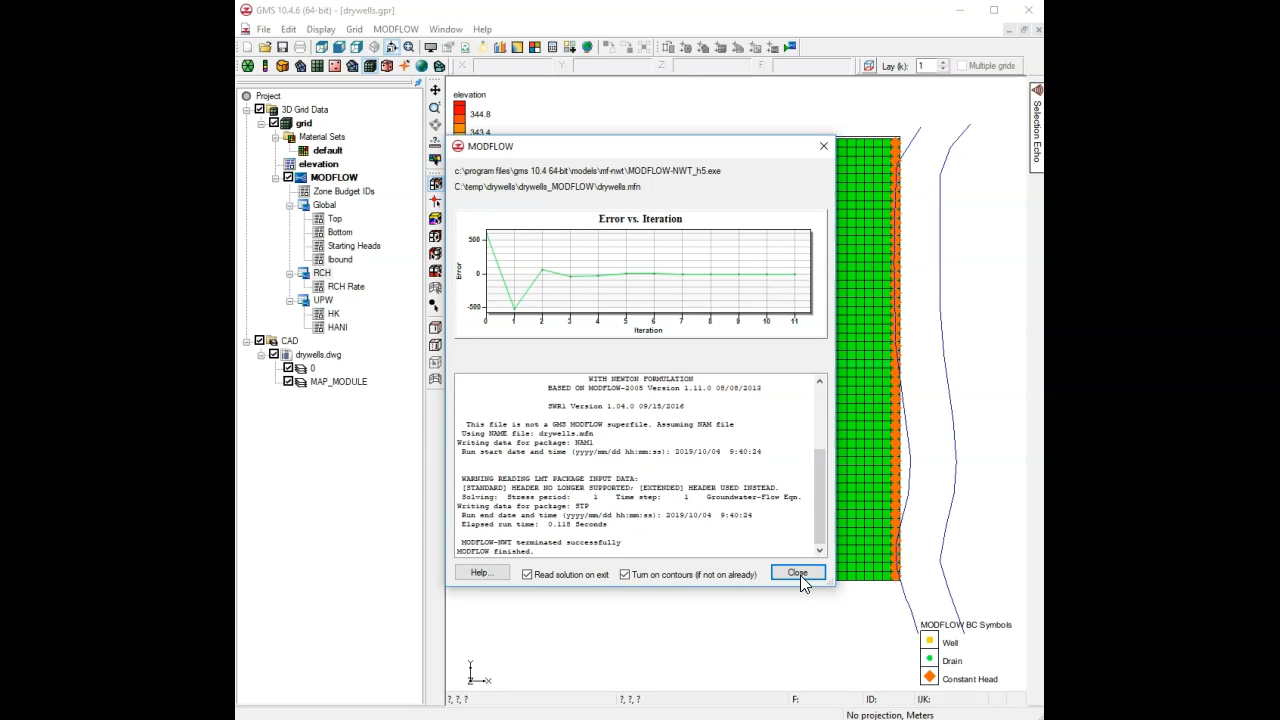 GMS 10.4.6 (64-bit) - [drywells.gpr]
File Edit Display Grid MODFLOW Window Help
X: Y: Z: F: Lay (k): 1 Multiple grids
Project
3D Grid Data
grid
Material Sets
default
elevation
MODFLOW
Zone Budget IDs
Global
Top
Bottom
Starting Heads
Ibound
RCH
RCH Rate
UPW
HK
HANI
CAD
drywells.dwg
0
MAP_MODULE
elevation
344.8
343.4
Selection Echo
MODFLOW
c:\program files\gms 10.4 64-bit\models\mf-nwt\MODFLOW-NWT_h5.exe
C:\temp\drywells\drywells_MODFLOW\drywells.mfn
Error vs. Iteration
500
0
-500
Error
0 1 2 3 4 5 6 7 8 9 10 11
Iteration
WITH NEWTON FORMULATION
BASED ON MODFLOW-2005 Version 1.11.0 08/08/2013
SWR1 Version 1.04.0 09/15/2016
This file is not a GMS MODFLOW superfile. Assuming NAM file
Using NAME file: drywells.mfn
Writing data for package: NAM1
Run start date and time (yyyy/mm/dd hh:mm:ss): 2019/10/04 9:40:24
WARNING READING LMT PACKAGE INPUT DATA:
[STANDARD] HEADER NO LONGER SUPPORTED; [EXTENDED] HEADER USED INSTEAD.
Solving: Stress period: 1 Time step: 1 Groundwater-Flow Eqn.
Writing data for package: STP
Run end date and time (yyyy/mm/dd hh:mm:ss): 2019/10/04 9:40:24
Elapsed run time: 0.118 Seconds
MODFLOW-NWT terminated successfully
MODFLOW finished.
Help... Read solution on exit Turn on contours (if not on already) Close
MODFLOW BC Symbols
Well
Drain
Constant Head
Y
Z X
?, ?, ? ?, ?, ? F: ID: IJK:
No projection, Meters